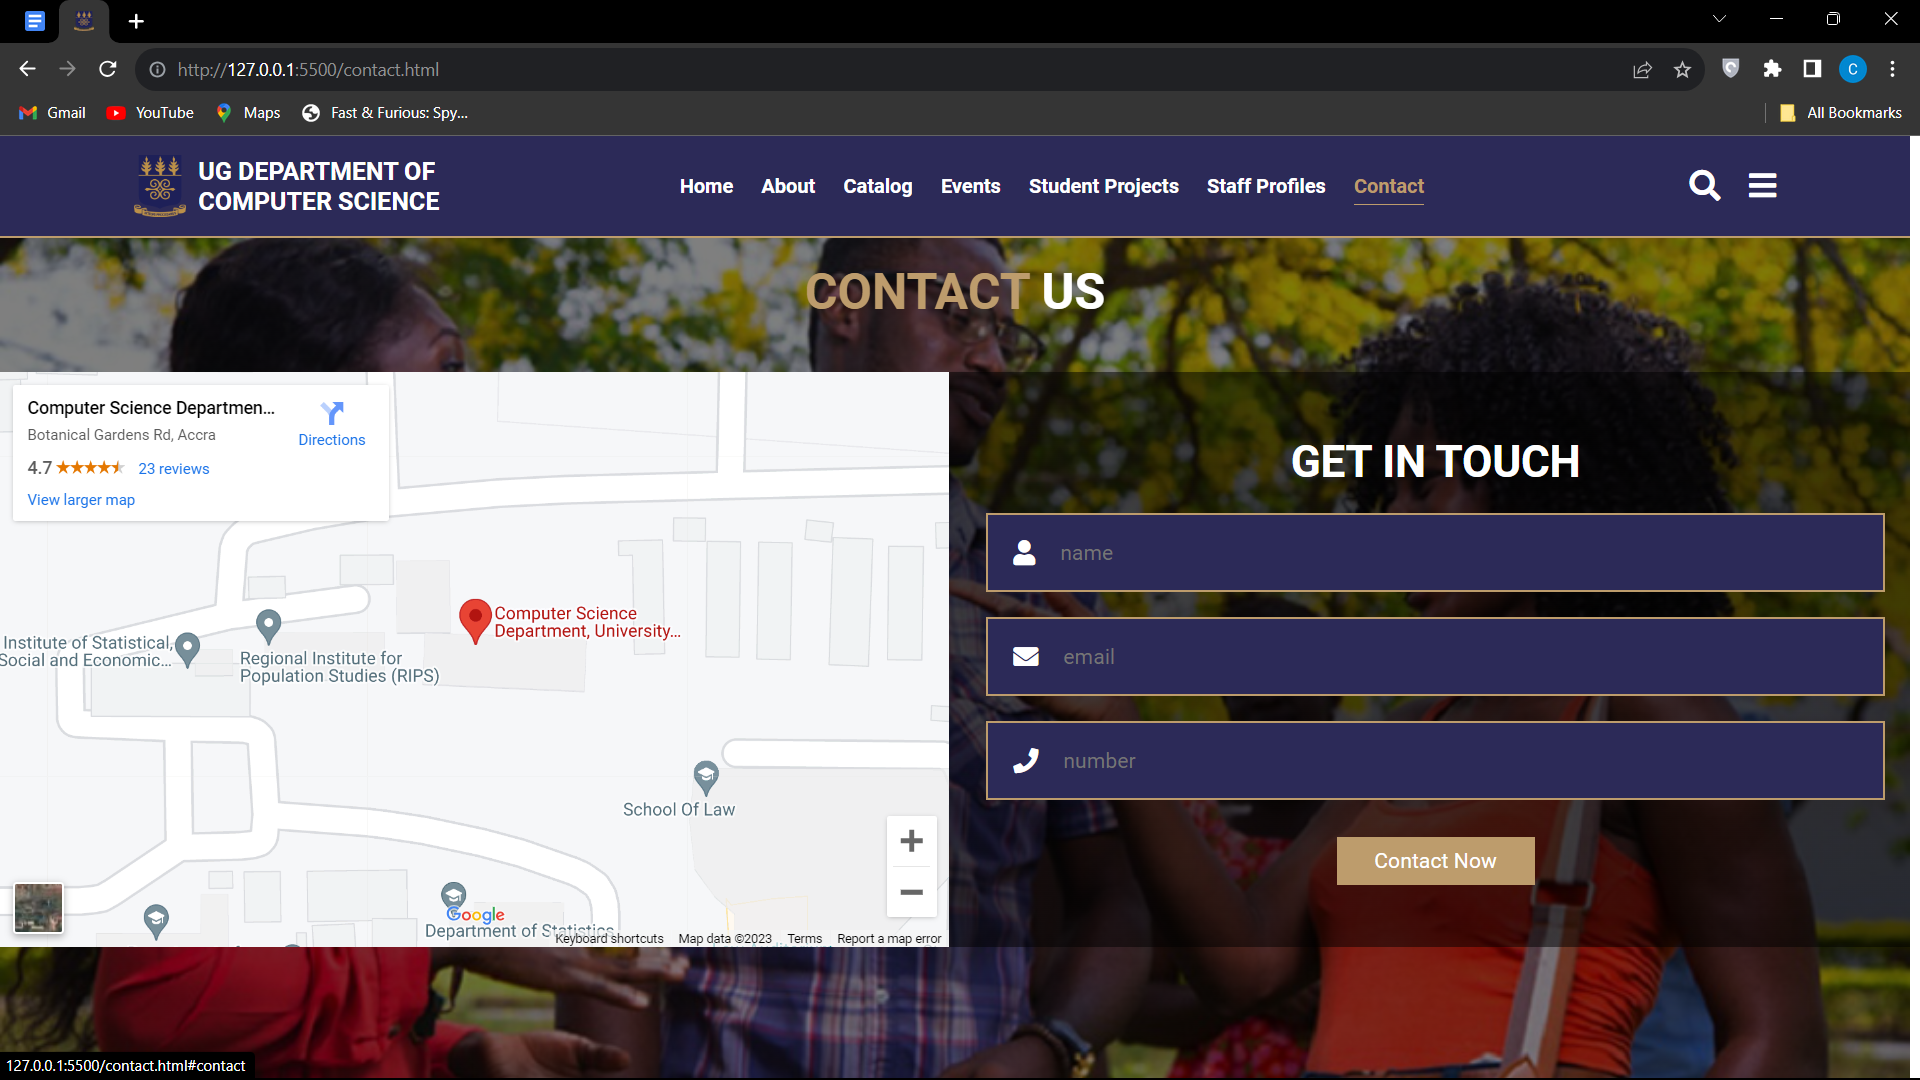 http://127.0.0.1:5500/contact.html
C
Gmail
YouTube
Maps
Fast & Furious: Spy...
All Bookmarks
UG DEPARTMENT OF
COMPUTER SCIENCE
Home
About
Catalog
Events
Student Projects
Staff Profiles
Contact
CONTACT US
Computer Science Departmen...
Botanical Gardens Rd, Accra
Directions
4.7
23 reviews
View larger map
Computer Science
Department, University...
Institute of Statistical,
Social and Economic...
Regional Institute for
Population Studies (RIPS)
School Of Law
Google
Department of Statistics
Keyboard shortcuts
Map data ©2023
Terms
Report a map error
GET IN TOUCH
name
email
number
Contact Now
127.0.0.1:5500/contact.html#contact